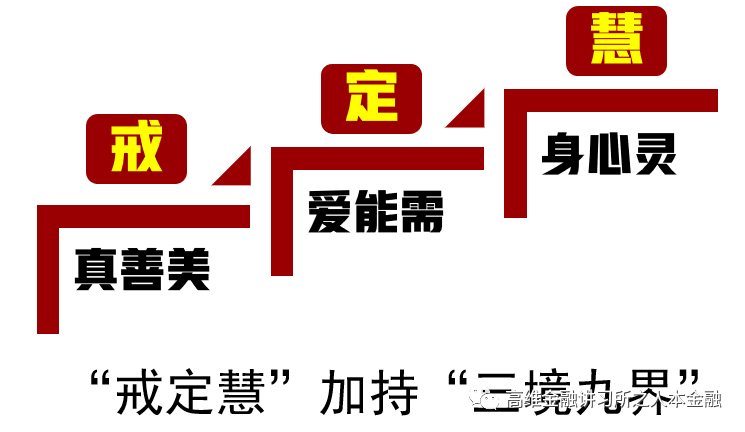 慧
定
戒
身心灵
爱能需
真善美
“戒定慧”加持“三境九界”
高维金融讲习所之人本金融